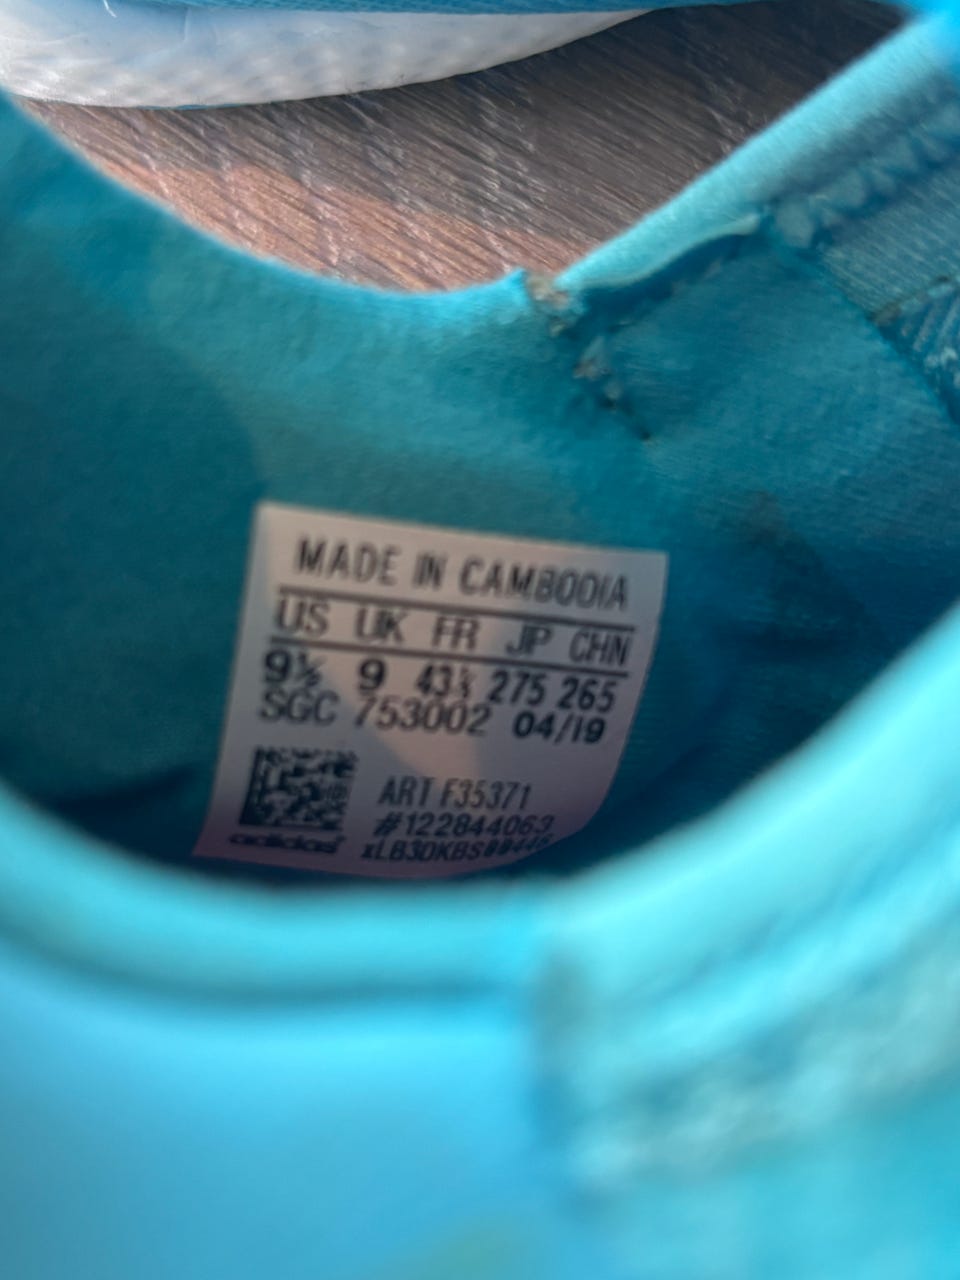 MADE IN CAMBODIA
US UK FR JP CHN
9½ 9 43⅓ 275 265
SGC 753002 04/19
ART F35371
#122844063
adidas